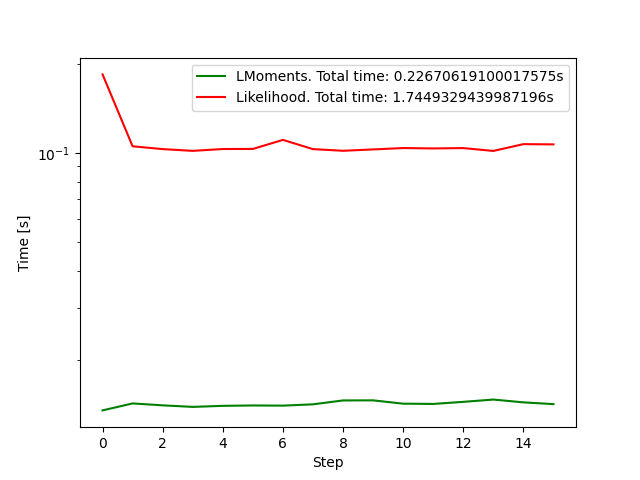 LMoments. Total time: 0.22670619100017575s
Likelihood. Total time: 1.7449329439987196s
10⁻¹
Time [s]
0 2 4 6 8 10 12 14
Step